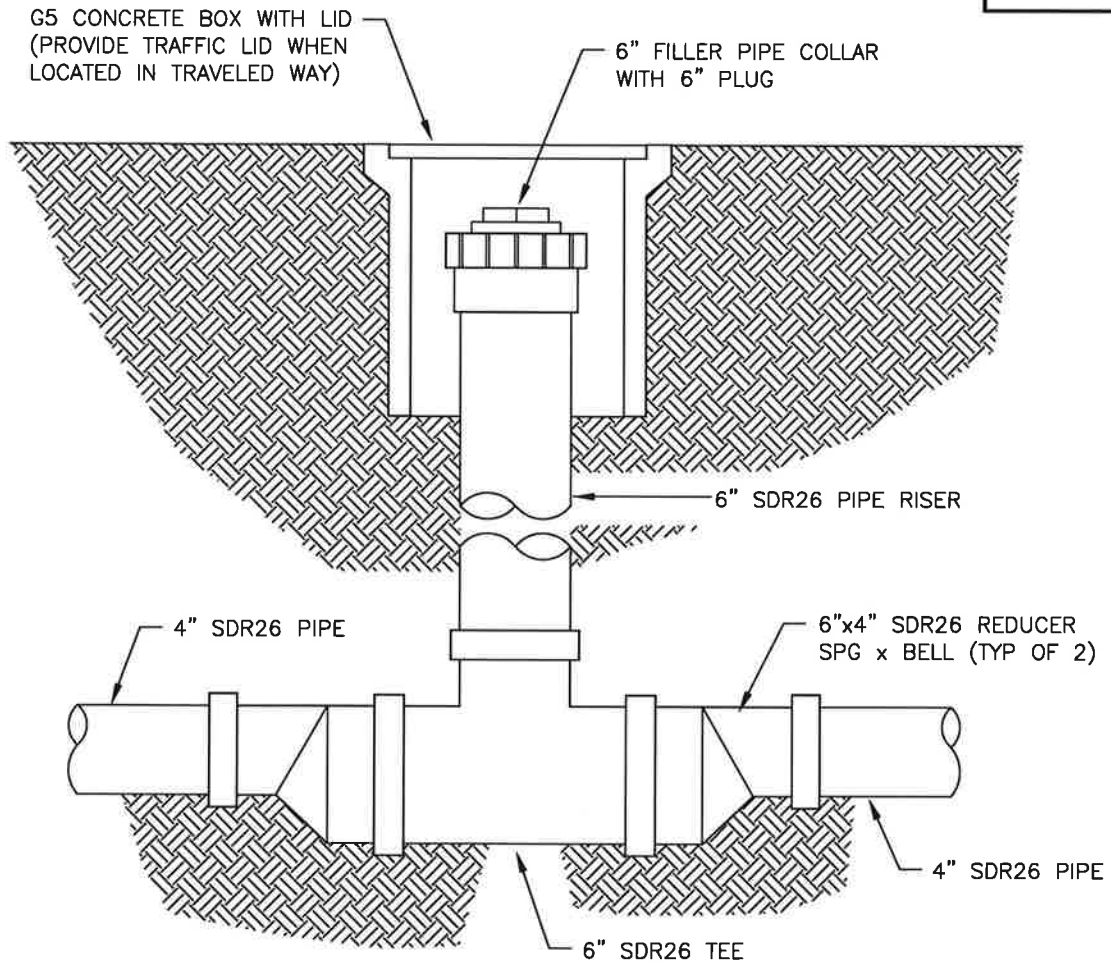 G5 CONCRETE BOX WITH LID
(PROVIDE TRAFFIC LID WHEN
LOCATED IN TRAVELED WAY)
6" FILLER PIPE COLLAR
WITH 6" PLUG
6" SDR26 PIPE RISER
4" SDR26 PIPE
6"x4" SDR26 REDUCER
SPG x BELL (TYP OF 2)
4" SDR26 PIPE
6" SDR26 TEE